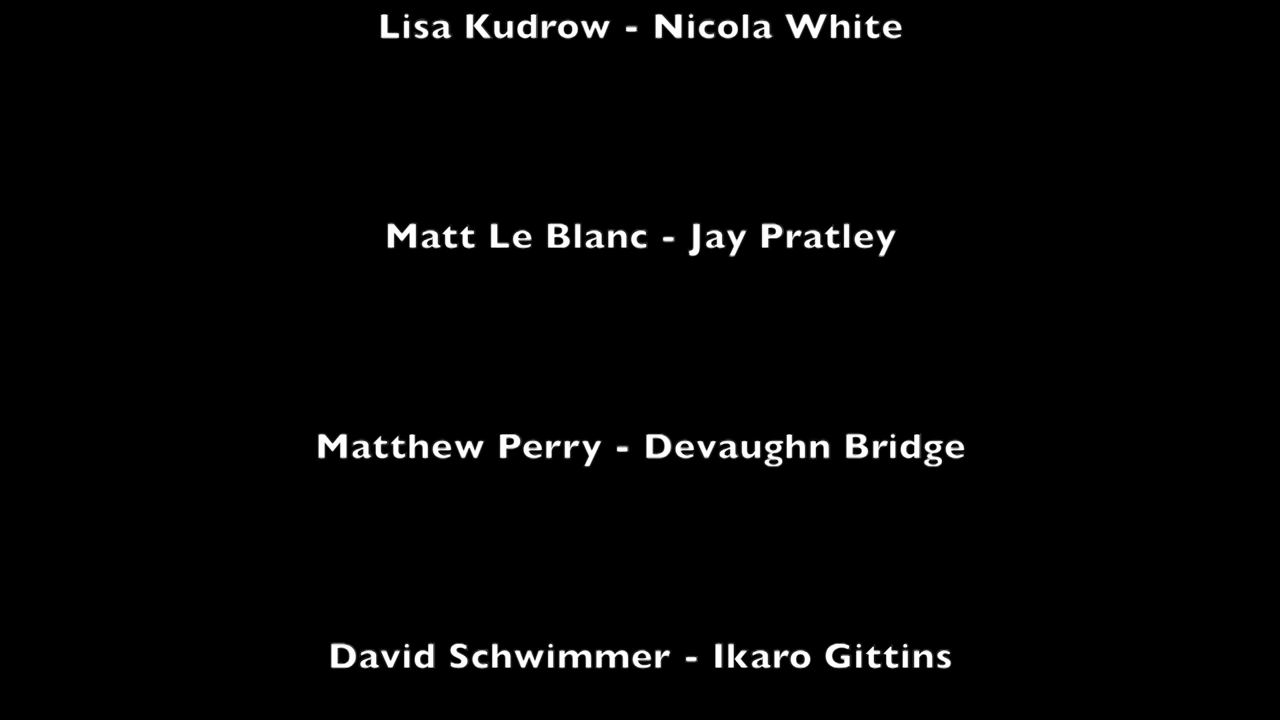 Lisa Kudrow - Nicola White
Matt Le Blanc - Jay Pratley
Matthew Perry - Devaughn Bridge
David Schwimmer - Ikaro Gittins